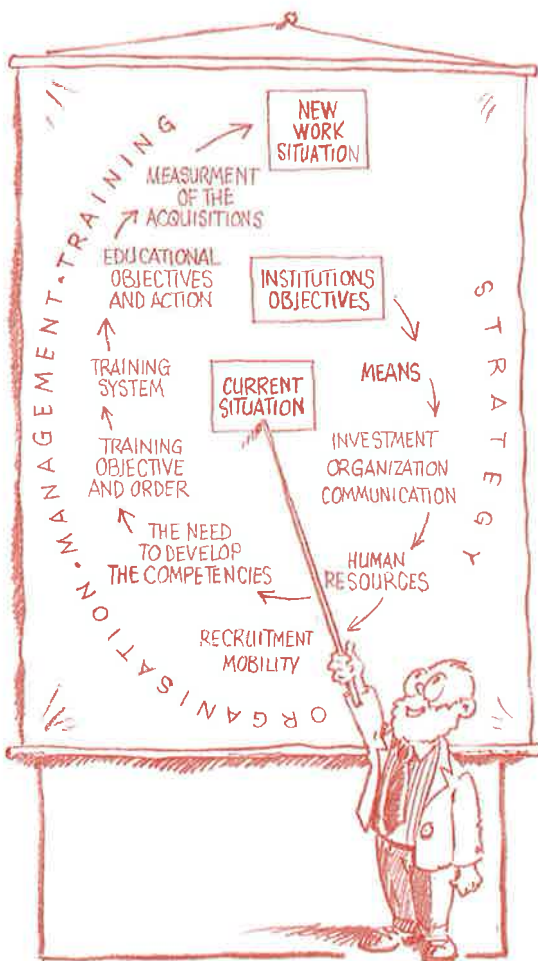 NEW
WORK
SITUATION
MEASURMENT
OF THE
ACQUISITIONS
EDUCATIONAL
OBJECTIVES
AND ACTION
INSTITUTIONS
OBJECTIVES
TRAINING
SYSTEM
CURRENT
SITUATION
MEANS
TRAINING
OBJECTIVE
AND ORDER
INVESTMENT
ORGANIZATION
COMMUNICATION
THE NEED
TO DEVELOP
THE COMPETENCIES
HUMAN
RESOURCES
RECRUITMENT
MOBILITY
ORGANISATION・MANAGEMENT・TRAINING
STRATEGY